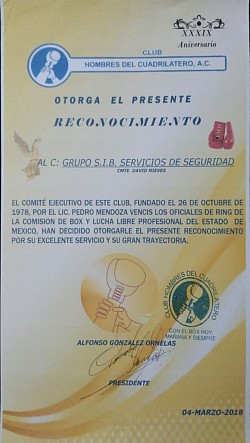 XXXIX
Aniversario
CLUB
HOMBRES DEL CUADRILATERO, A.C.
OTORGA EL PRESENTE
RECONOCIMIENTO
AL C: GRUPO S.I.B. SERVICIOS DE SEGURIDAD
CMTE. DAVID NIEVES
EL COMITÉ EJECUTIVO DE ESTE CLUB, FUNDADO EL 26 DE OCTUBRE DE
1978, POR EL LIC. PEDRO MENDOZA VENCIS LOS OFICIALES DE RING DE
LA COMISION DE BOX Y LUCHA LIBRE PROFESIONAL DEL ESTADO DE
MEXICO, HAN DECIDIDO OTORGARLE EL PRESENTE RECONOCIMIENTO
POR SU EXCELENTE SERVICIO Y SU GRAN TRAYECTORIA.
CLUB HOMBRES DEL CUADRILATERO
CON EL BOX HOY,
MAÑANA Y SIEMPRE
ALFONSO GONZALEZ ORNELAS
PRESIDENTE
04-MARZO-2018